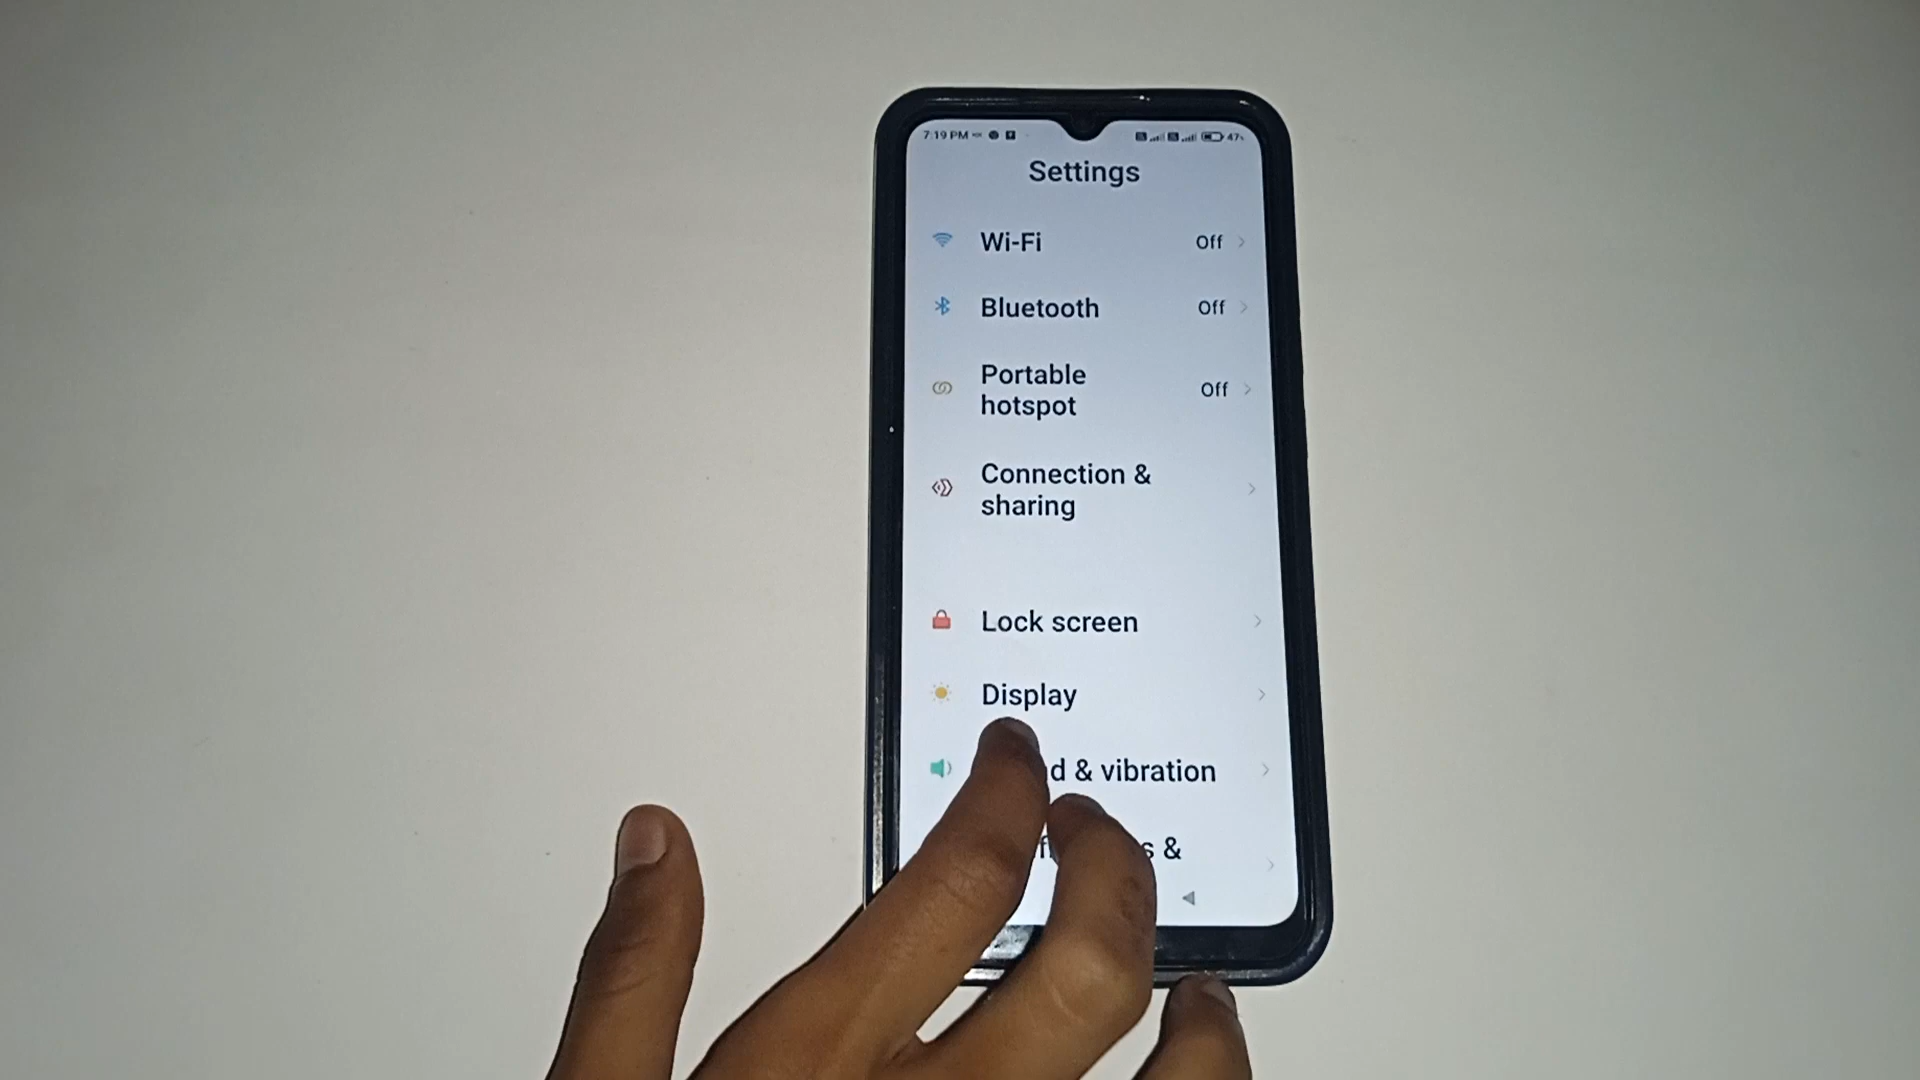 7:19 PM 47
Settings
Wi-Fi Off
Bluetooth Off
Portable
hotspot
Off
Connection &
sharing
Lock screen
Display
d & vibration
s &